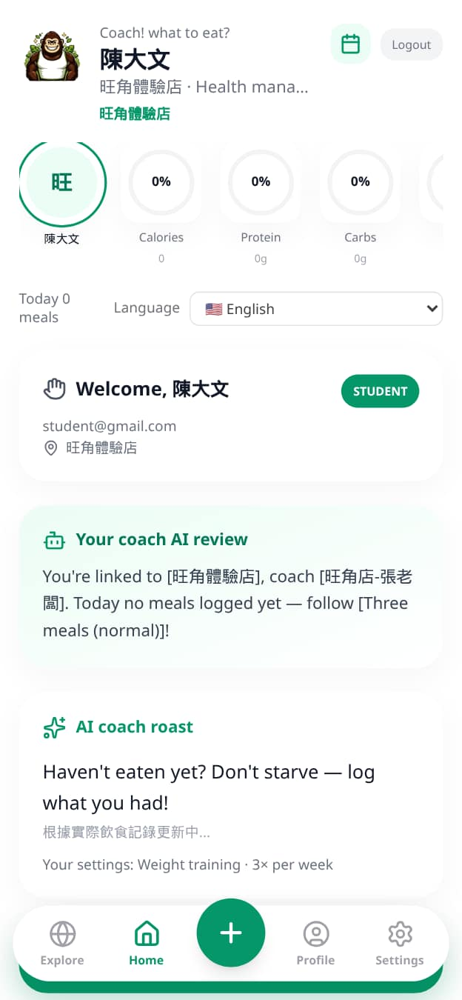 Coach! what to eat?
陳大文
旺角體驗店 · Health mana...
旺角體驗店
Logout
旺
陳大文
0%
Calories
0
0%
Protein
0g
0%
Carbs
0g
Today 0
meals
Language
English
Welcome, 陳大文
STUDENT
student@gmail.com
旺角體驗店
Your coach AI review
You're linked to [旺角體驗店], coach [旺角店-張老
闆]. Today no meals logged yet — follow [Three
meals (normal)]!
AI coach roast
Haven't eaten yet? Don't starve — log
what you had!
根據實際飲食記錄更新中...
Your settings: Weight training · 3× per week
Explore
Home
Profile
Settings